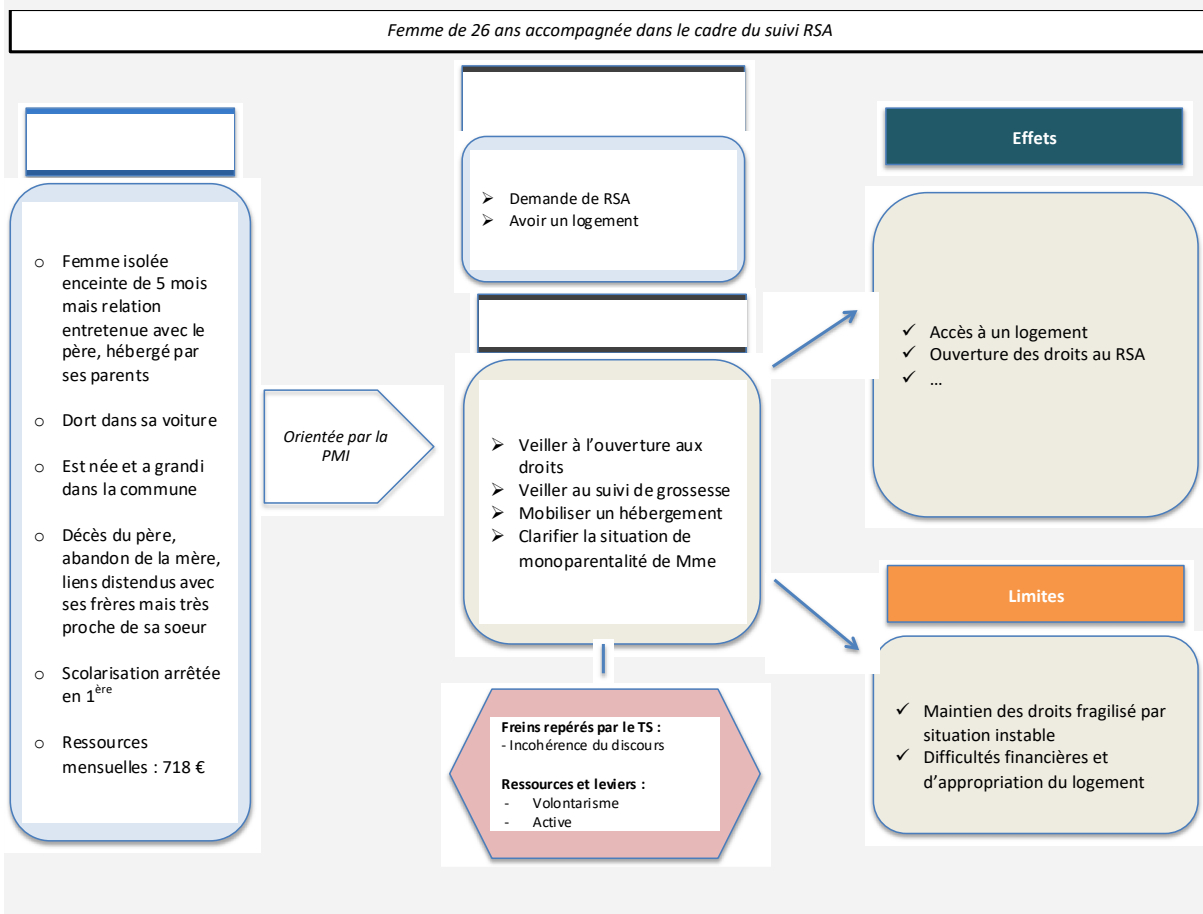 Femme de 26 ans accompagnée dans le cadre du suivi RSA
o Femme isolée
enceinte de 5 mois
mais relation
entretenue avec le
père, hébergé par
ses parents
o Dort dans sa voiture
o Est née et a grandi
dans la commune
o Décès du père,
abandon de la mère,
liens distendus avec
ses frères mais très
proche de sa soeur
o Scolarisation arrêtée
en 1ère
o Ressources
mensuelles : 718 €
Orientée par la
PMI
➢ Demande de RSA
➢ Avoir un logement
➢ Veiller à l’ouverture aux
droits
➢ Veiller au suivi de grossesse
➢ Mobiliser un hébergement
➢ Clarifier la situation de
monoparentalité de Mme
Freins repérés par le TS :
- Incohérence du discours
Ressources et leviers :
- Volontarisme
- Active
Effets
✓ Accès à un logement
✓ Ouverture des droits au RSA
✓ ...
Limites
✓ Maintien des droits fragilisé par
situation instable
✓ Difficultés financières et
d’appropriation du logement